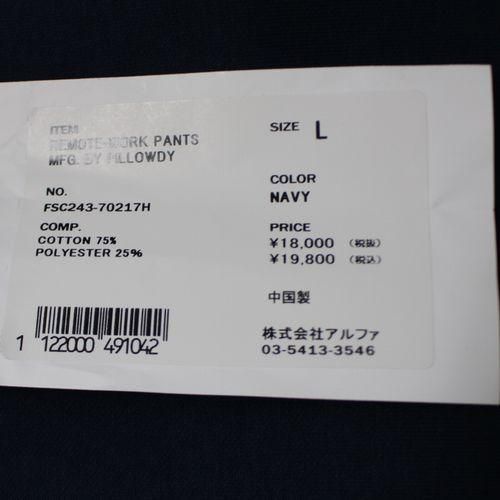 ITEM
REMOTE-WORK PANTS
MFG. BY PILLOWDY
NO.
FSC243-70217H
COMP.
COTTON 75%
POLYESTER 25%
1 122000 491042
SIZE L
COLOR
NAVY
PRICE
¥18,000 (税抜)
¥19,800 (税込)
中国製
株式会社アルファ
03-5413-3546